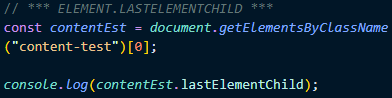 // *** ELEMENT.LASTELEMENTCHILD ***
const contentEst = document.getElementsByClassName
("content-test")[0];
console.log(contentEst.lastElementChild);